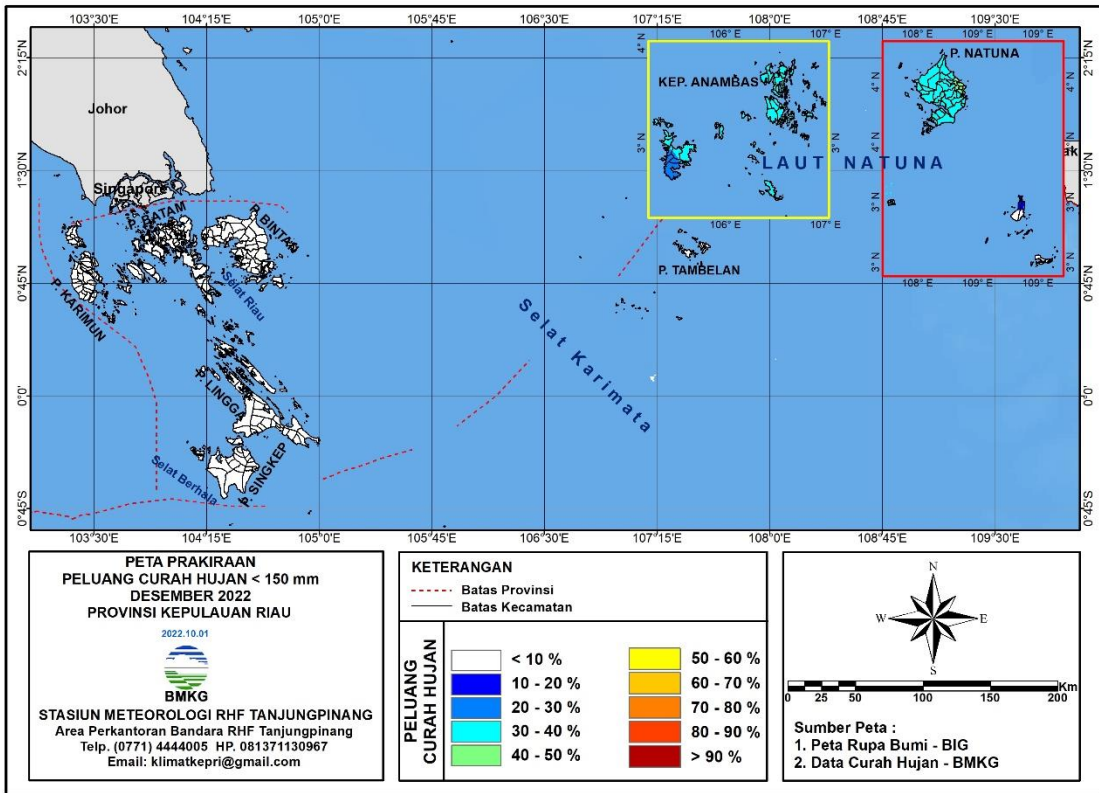 103°30'E 104°15'E 105°0'E 105°45'E 106°30'E 107°15'E 108°0'E 108°45'E 109°30'E
2°15'N
1°30'N
0°45'N
0°0'
0°45'S
2°15'N
1°30'N
0°45'N
0°0'
0°45'S
Johor
Singapore
P. BATAM
P. BINTAN
P. KARIMUN
Selat Riau
P. LINGGA
P. SINGKEP
Selat Berhala
Selat Karimata
P. TAMBELAN
LAUT NATUNA
4° N
106° E
107° E
KEP. ANAMBAS
3° N
3° N
106° E
107° E
108° E
109° E
109° E
P. NATUNA
4° N
4° N
4° N
4° N
3° N
3° N
3° N
3° N
108° E
109° E
109° E
ak
103°30'E 104°15'E 105°0'E 105°45'E 106°30'E 107°15'E 108°0'E 108°45'E 109°30'E
PETA PRAKIRAAN
PELUANG CURAH HUJAN < 150 mm
DESEMBER 2022
PROVINSI KEPULAUAN RIAU
2022.10.01
BMKG
STASIUN METEOROLOGI RHF TANJUNGPINANG
Area Perkantoran Bandara RHF Tanjungpinang
Telp. (0771) 4444005 HP. 081371130967
Email: klimatkepri@gmail.com
KETERANGAN
Batas Provinsi
Batas Kecamatan
PELUANG
CURAH HUJAN
< 10 %
10 - 20 %
20 - 30 %
30 - 40 %
40 - 50 %
50 - 60 %
60 - 70 %
70 - 80 %
80 - 90 %
> 90 %
N
W E
S
Km
0 25 50 100 150 200
Sumber Peta :
1. Peta Rupa Bumi - BIG
2. Data Curah Hujan - BMKG